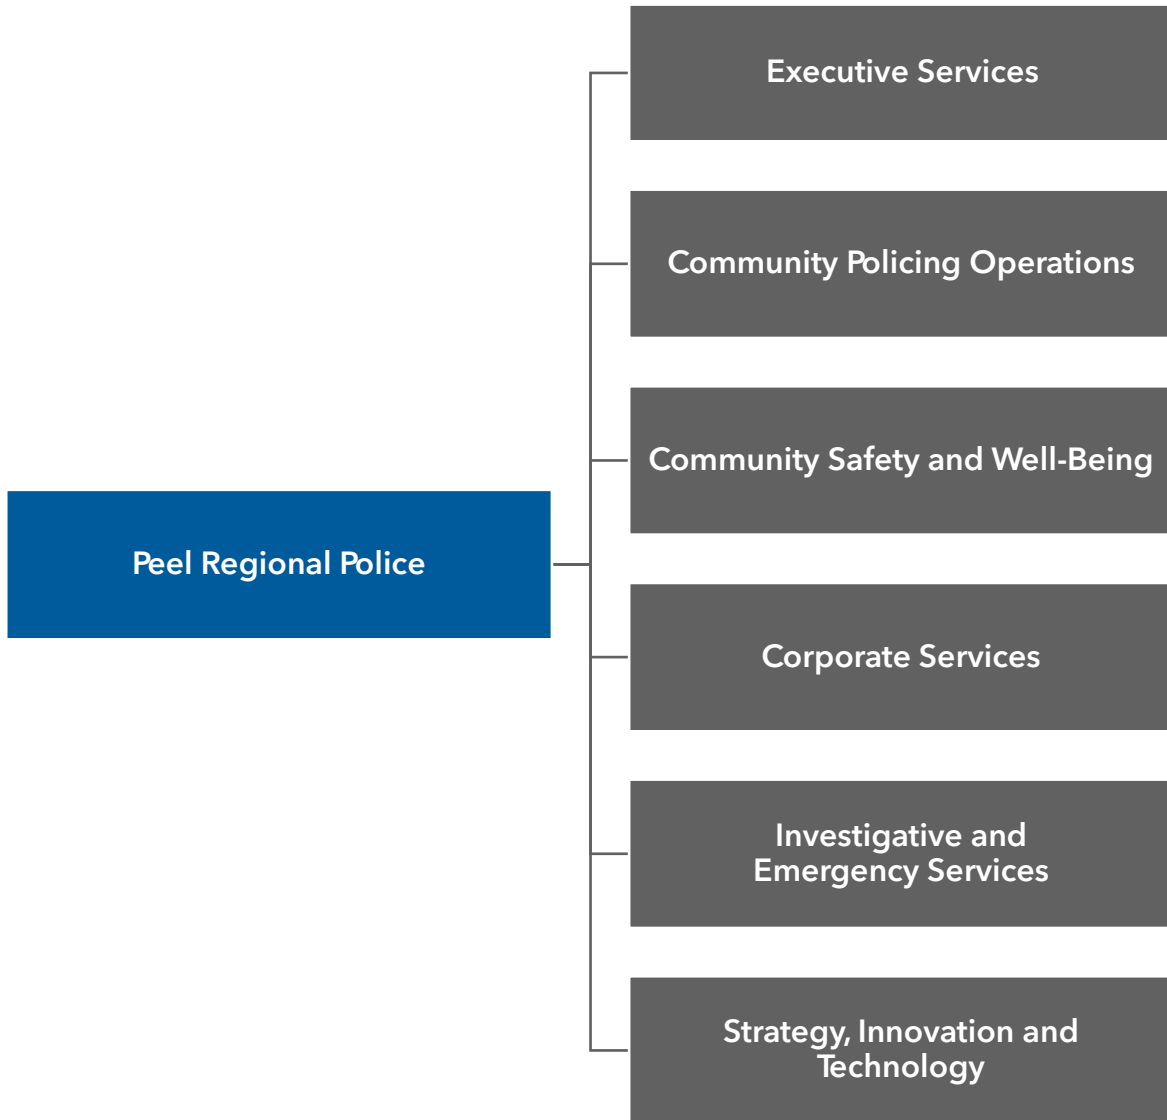 Executive Services
Community Policing Operations
Community Safety and Well-Being
Peel Regional Police
Corporate Services
Investigative and
Emergency Services
Strategy, Innovation and
Technology